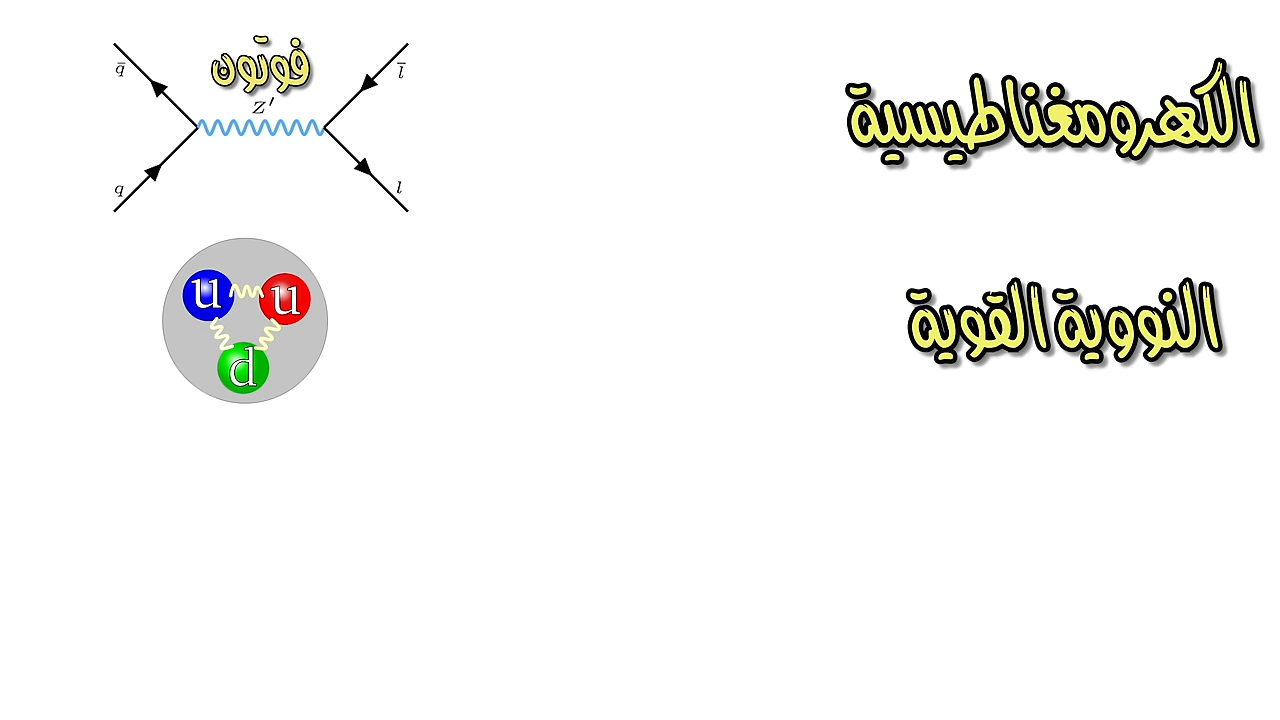 الكهرومغناطيسية
فوتون
Z′
q̅
l̅
q
l
النووية القوية
u u
d